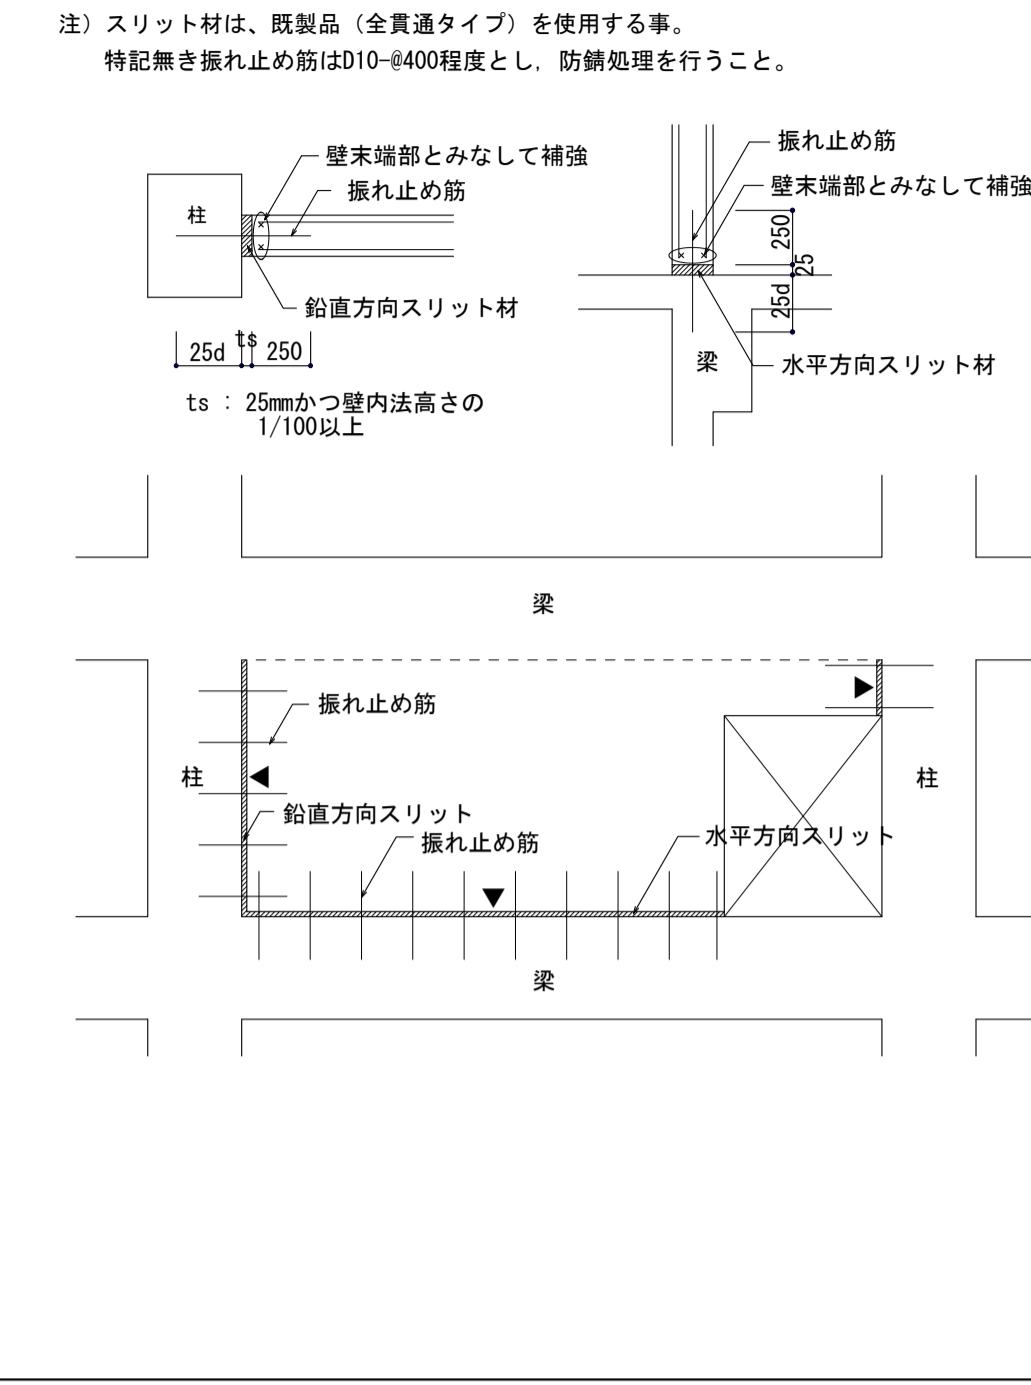 注）スリット材は、既製品（全貫通タイプ）を使用する事。
特記無き振れ止め筋はD10-@400程度とし，防錆処理を行うこと。
壁末端部とみなして補強
振れ止め筋
柱
鉛直方向スリット材
25d
ts
250
ts : 25mmかつ壁内法高さの
1/100以上
振れ止め筋
壁末端部とみなして補強
250
25
25d
梁
水平方向スリット材
梁
振れ止め筋
柱
柱
鉛直方向スリット
振れ止め筋
水平方向スリット
梁